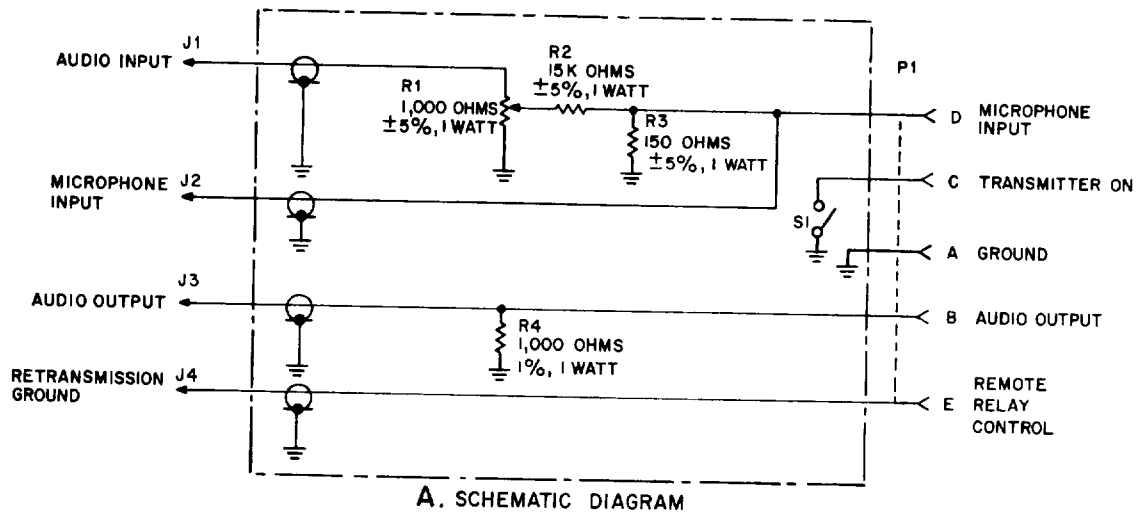 AUDIO INPUT
J1
R1
1,000 OHMS
±5%, 1 WATT
R2
15K OHMS
±5%, 1 WATT
R3
150 OHMS
±5%, 1 WATT
P1
D MICROPHONE
INPUT
MICROPHONE
INPUT
J2
C TRANSMITTER ON
S1
A GROUND
AUDIO OUTPUT
J3
R4
1,000 OHMS
1%, 1 WATT
B AUDIO OUTPUT
RETRANSMISSION
GROUND
J4
E REMOTE
RELAY
CONTROL
A. SCHEMATIC DIAGRAM